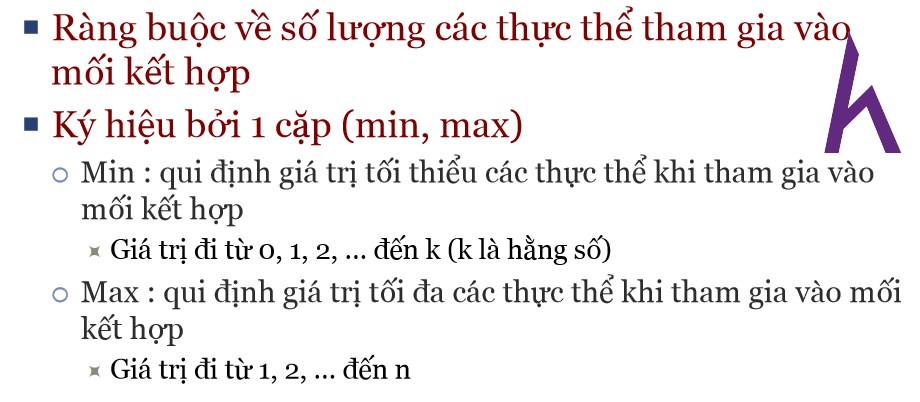 Ràng buộc về số lượng các thực thể tham gia vào
mối kết hợp
Ký hiệu bởi 1 cặp (min, max)
Min : qui định giá trị tối thiểu các thực thể khi tham gia vào
mối kết hợp
Giá trị đi từ 0, 1, 2, … đến k (k là hằng số)
Max : qui định giá trị tối đa các thực thể khi tham gia vào mối
kết hợp
Giá trị đi từ 1, 2, … đến n